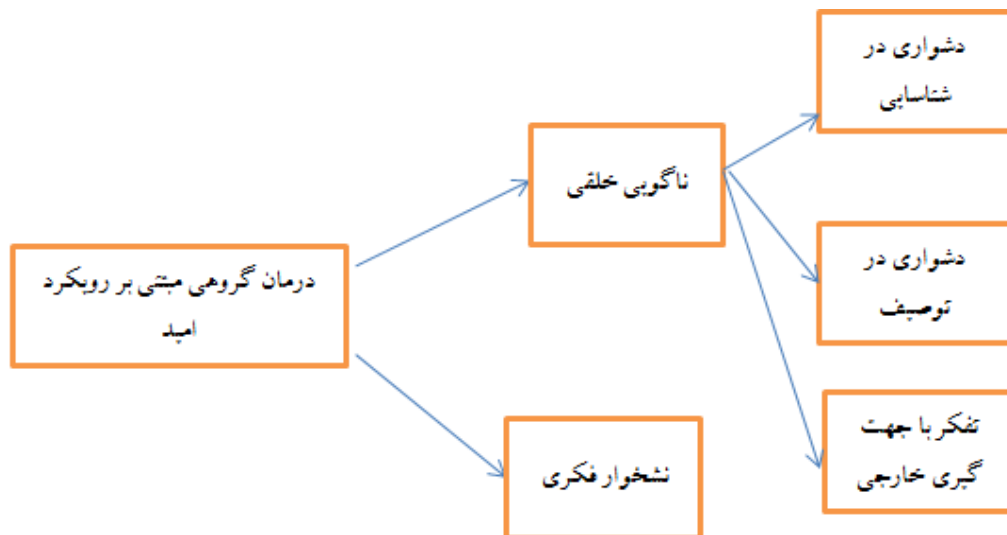 درمان گروهی مبتنی بر رویکرد
امید
ناگویی خلقی
نشخوار فکری
دشواری در
شناسایی
دشواری در
توصیف
تفکر با جهت
گیری خارجی